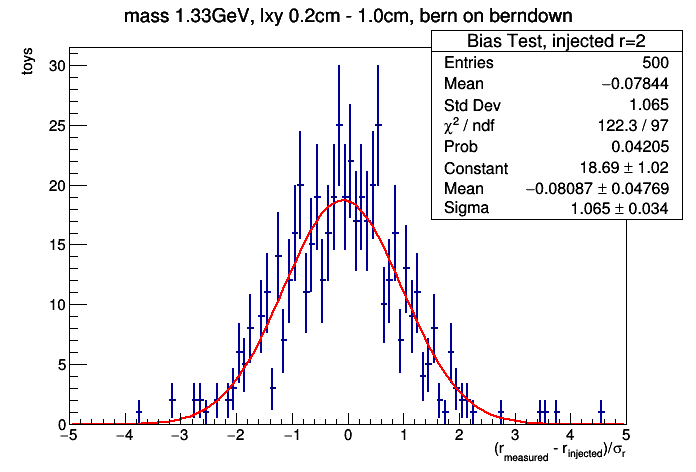 mass 1.33GeV, lxy 0.2cm - 1.0cm, bern on berndown
Bias Test, injected r=2
Entries 500
Mean −0.07844
Std Dev 1.065
χ² / ndf 122.3 / 97
Prob 0.04205
Constant 18.69 ± 1.02
Mean −0.08087 ± 0.04769
Sigma 1.065 ± 0.034
toys
30
25
20
15
10
5
0
−5 −4 −3 −2 −1 0 1 2 3 4 5
(r_measured - r_injected)/σ_r